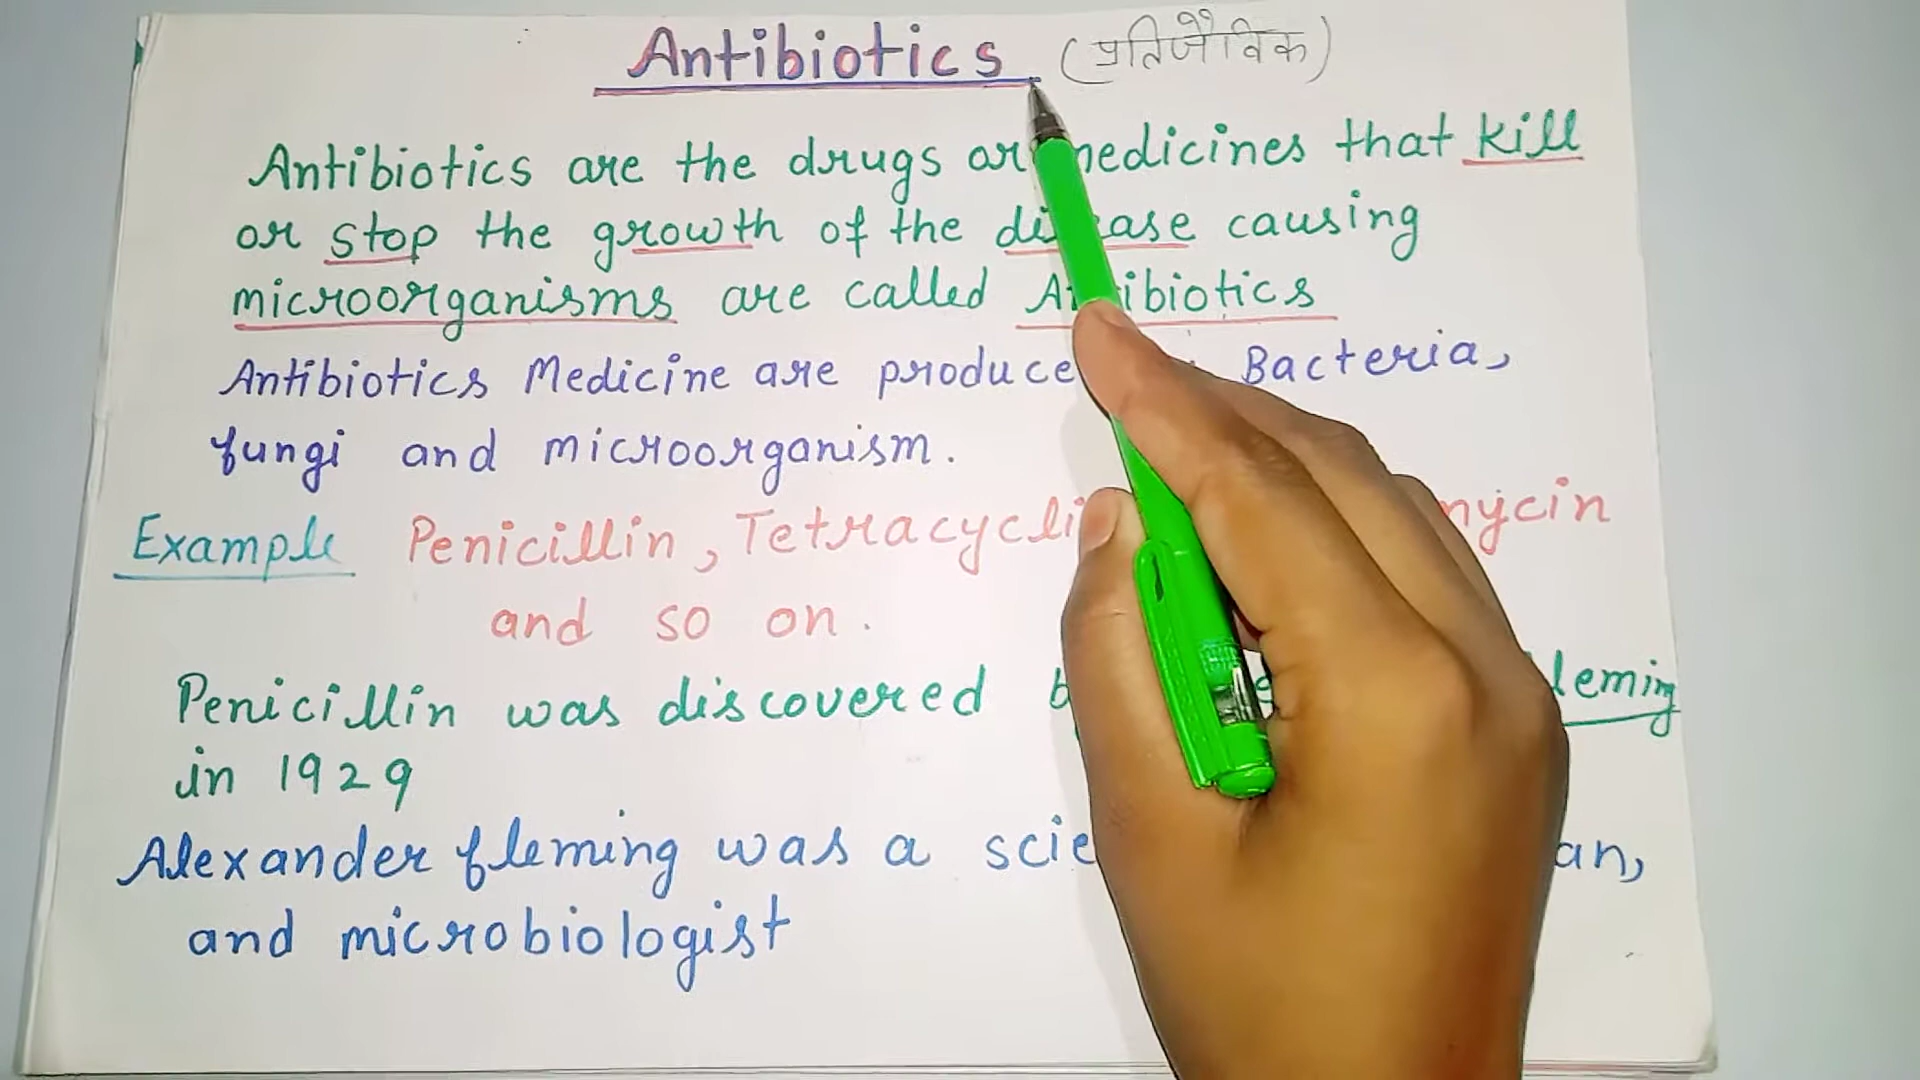 Antibiotics (प्रतिजैविक)
Antibiotics are the drugs or medicines that kill
or stop the growth of the disease causing
microorganisms are called Antibiotics
Antibiotics Medicine are produce Bacteria,
fungi and microorganism.
Example Penicillin, Tetracycli mycin
and so on.
Penicillin was discovered fleming
in 1929
Alexander fleming was a scie an,
and microbiologist